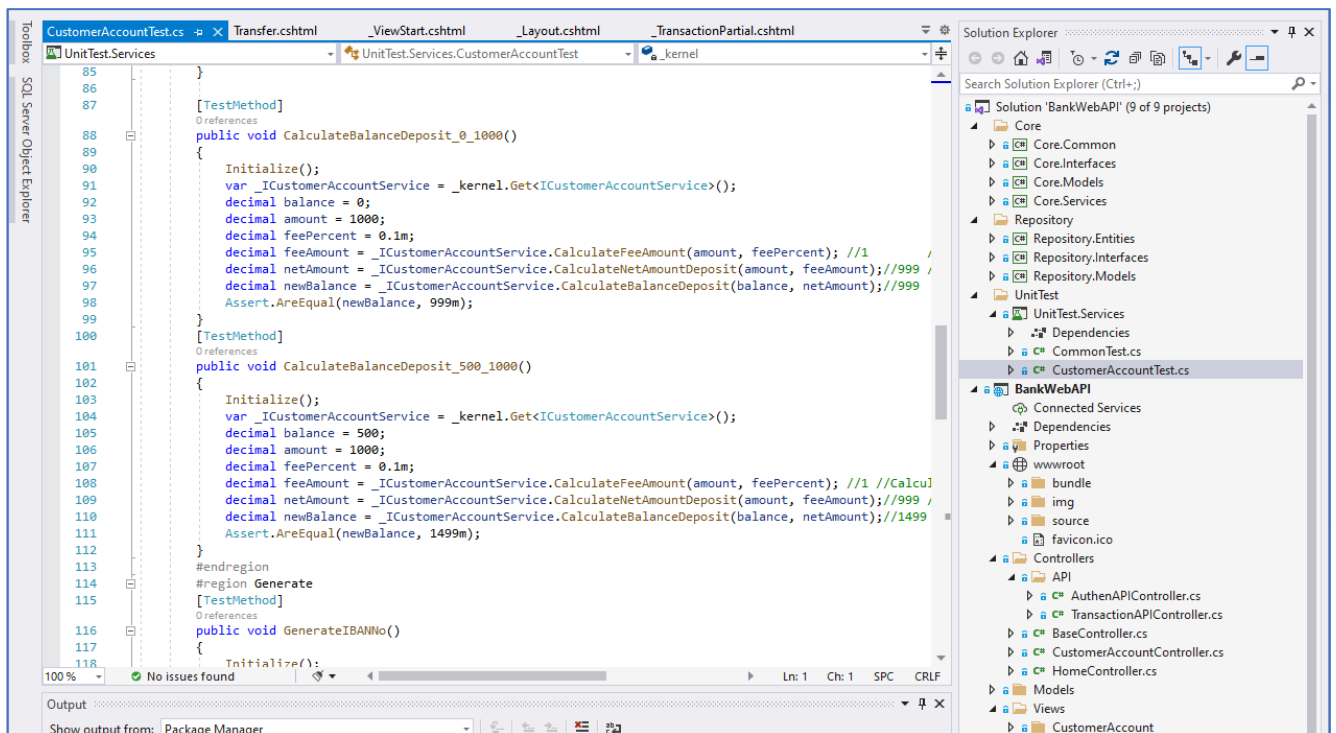 Toolbox
SQL Server Object Explorer
CustomerAccountTest.cs Transfer.cshtml _ViewStart.cshtml _Layout.cshtml _TransactionPartial.cshtml
UnitTest.Services UnitTest.Services.CustomerAccountTest _kernel
85 }
86
87 [TestMethod]
0 references
88 public void CalculateBalanceDeposit_0_1000()
89 {
90 Initialize();
91 var _ICustomerAccountService = _kernel.Get<ICustomerAccountService>();
92 decimal balance = 0;
93 decimal amount = 1000;
94 decimal feePercent = 0.1m;
95 decimal feeAmount = _ICustomerAccountService.CalculateFeeAmount(amount, feePercent); //1 /
96 decimal netAmount = _ICustomerAccountService.CalculateNetAmountDeposit(amount, feeAmount);//999 /
97 decimal newBalance = _ICustomerAccountService.CalculateBalanceDeposit(balance, netAmount);//999
98 Assert.AreEqual(newBalance, 999m);
99 }
100 [TestMethod]
0 references
101 public void CalculateBalanceDeposit_500_1000()
102 {
103 Initialize();
104 var _ICustomerAccountService = _kernel.Get<ICustomerAccountService>();
105 decimal balance = 500;
106 decimal amount = 1000;
107 decimal feePercent = 0.1m;
108 decimal feeAmount = _ICustomerAccountService.CalculateFeeAmount(amount, feePercent); //1 //Calcul
109 decimal netAmount = _ICustomerAccountService.CalculateNetAmountDeposit(amount, feeAmount);//999 /
110 decimal newBalance = _ICustomerAccountService.CalculateBalanceDeposit(balance, netAmount);//1499
111 Assert.AreEqual(newBalance, 1499m);
112 }
113 #endregion
114 #region Generate
115 [TestMethod]
0 references
116 public void GenerateIBANNo()
117 {
118 Initialize();
100 % No issues found Ln: 1 Ch: 1 SPC CRLF
Output
Show output from: Package Manager
Solution Explorer
Search Solution Explorer (Ctrl+;)
Solution 'BankWebAPI' (9 of 9 projects)
Core
C# Core.Common
C# Core.Interfaces
C# Core.Models
C# Core.Services
Repository
C# Repository.Entities
C# Repository.Interfaces
C# Repository.Models
UnitTest
UnitTest.Services
Dependencies
C# CommonTest.cs
C# CustomerAccountTest.cs
BankWebAPI
Connected Services
Dependencies
Properties
wwwroot
bundle
img
source
favicon.ico
Controllers
API
C# AuthenAPIController.cs
C# TransactionAPIController.cs
C# BaseController.cs
C# CustomerAccountController.cs
C# HomeController.cs
Models
Views
CustomerAccount